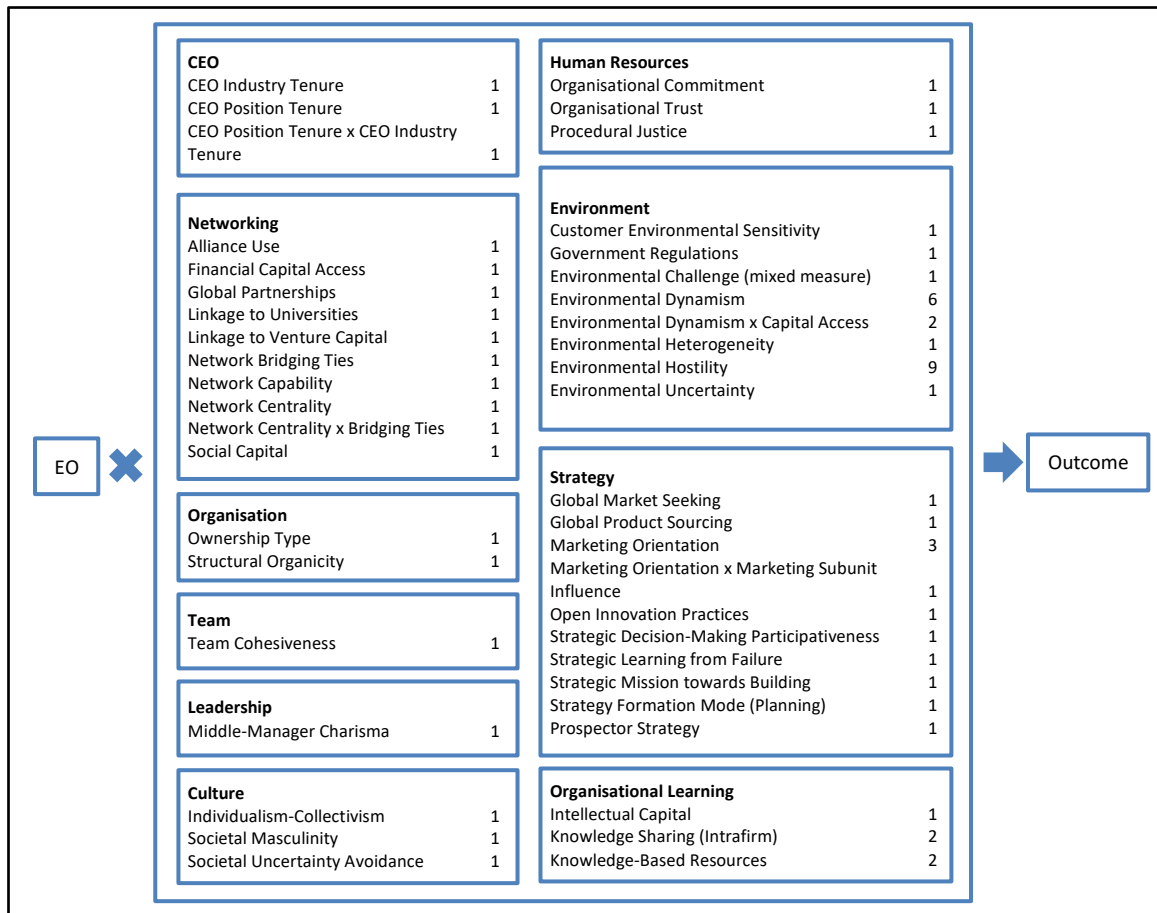 EO
CEO
CEO Industry Tenure 1
CEO Position Tenure 1
CEO Position Tenure x CEO Industry
Tenure 1
Networking
Alliance Use 1
Financial Capital Access 1
Global Partnerships 1
Linkage to Universities 1
Linkage to Venture Capital 1
Network Bridging Ties 1
Network Capability 1
Network Centrality 1
Network Centrality x Bridging Ties 1
Social Capital 1
Organisation
Ownership Type 1
Structural Organicity 1
Team
Team Cohesiveness 1
Leadership
Middle-Manager Charisma 1
Culture
Individualism-Collectivism 1
Societal Masculinity 1
Societal Uncertainty Avoidance 1
Human Resources
Organisational Commitment 1
Organisational Trust 1
Procedural Justice 1
Environment
Customer Environmental Sensitivity 1
Government Regulations 1
Environmental Challenge (mixed measure) 1
Environmental Dynamism 6
Environmental Dynamism x Capital Access 2
Environmental Heterogeneity 1
Environmental Hostility 9
Environmental Uncertainty 1
Strategy
Global Market Seeking 1
Global Product Sourcing 1
Marketing Orientation 3
Marketing Orientation x Marketing Subunit
Influence 1
Open Innovation Practices 1
Strategic Decision-Making Participativeness 1
Strategic Learning from Failure 1
Strategic Mission towards Building 1
Strategy Formation Mode (Planning) 1
Prospector Strategy 1
Organisational Learning
Intellectual Capital 1
Knowledge Sharing (Intrafirm) 2
Knowledge-Based Resources 2
Outcome